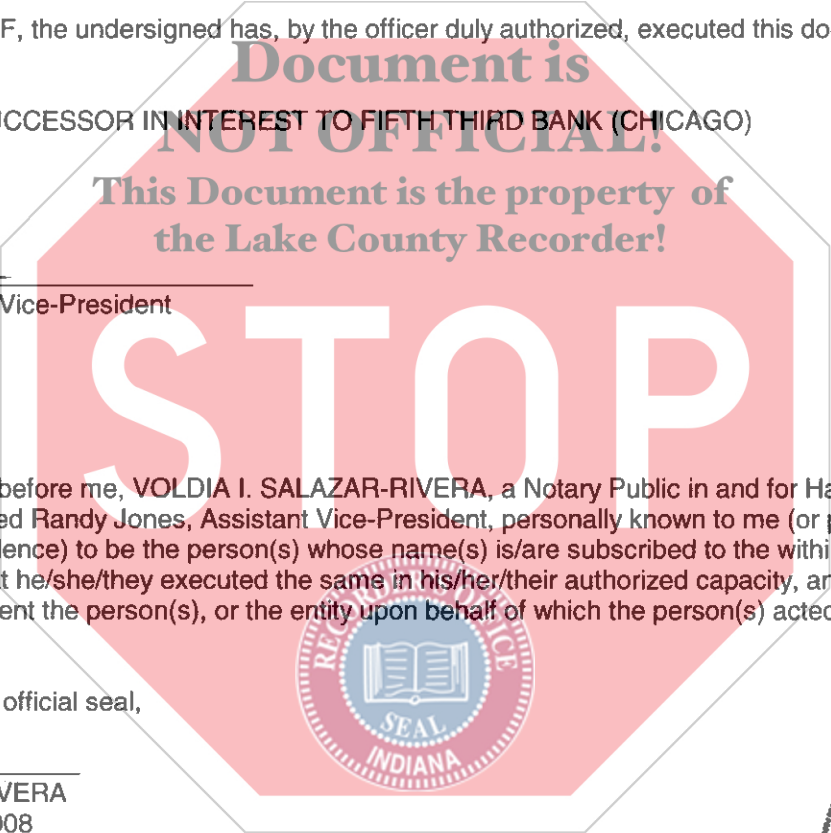 F, the undersigned has, by the officer duly authorized, executed this do
Document is
UCCESSOR IN INTEREST TO FIFTH THIRD BANK (CHICAGO)
NOT OFFICIAL!
This Document is the property of
the Lake County Recorder!
Vice-President
STOP
before me, VOLDIA I. SALAZAR-RIVERA, a Notary Public in and for Ha
ed Randy Jones, Assistant Vice-President, personally known to me (or p
lence) to be the person(s) whose name(s) is/are subscribed to the withi
t he/she/they executed the same in his/her/their authorized capacity, an
ent the person(s), or the entity upon behalf of which the person(s) acted
RECORDER'S OFFICE
official seal,
SEAL
INDIANA
VERA
008